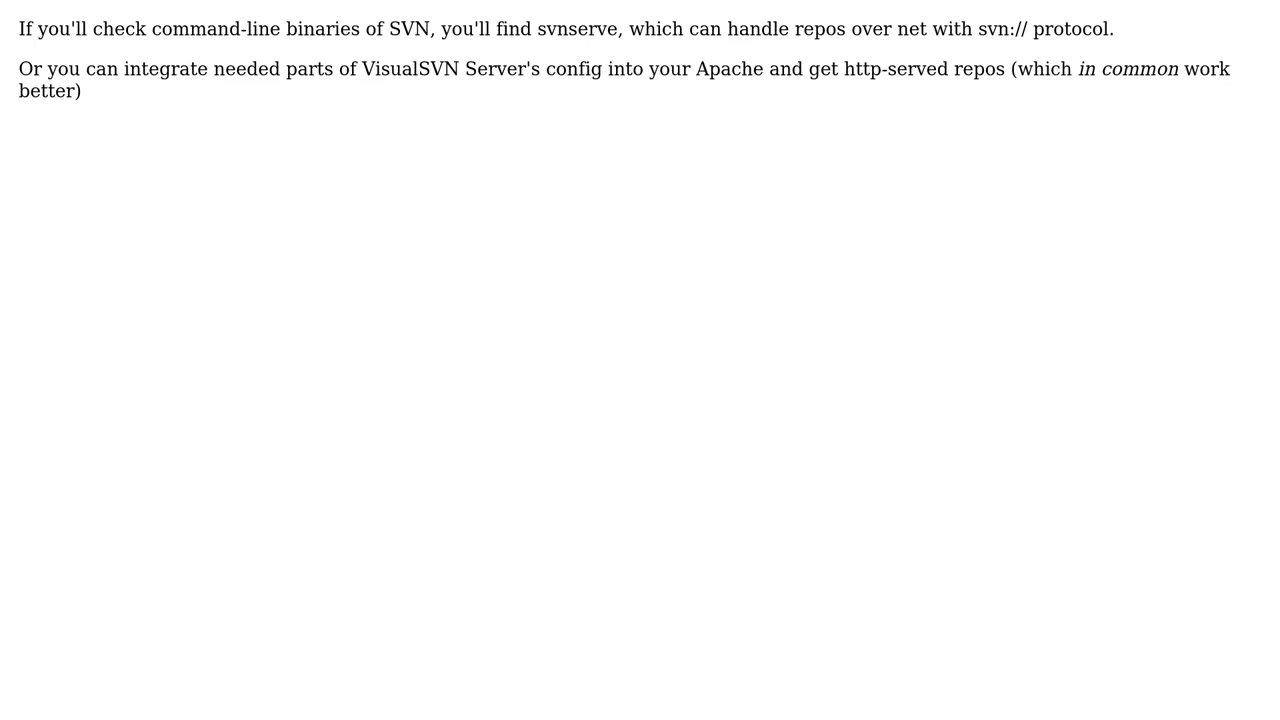 If you'll check command-line binaries of SVN, you'll find svnserve, which can handle repos over net with svn:// protocol.
Or you can integrate needed parts of VisualSVN Server's config into your Apache and get http-served repos (which in common work
better)